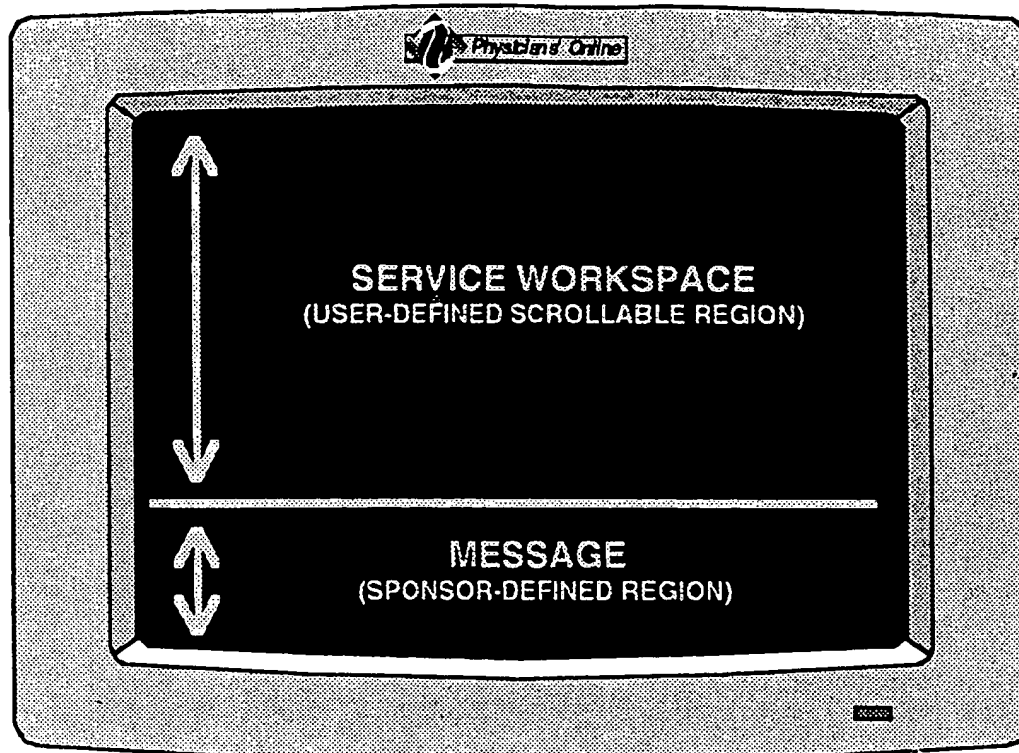 Physicians' Online
SERVICE WORKSPACE
(USER-DEFINED SCROLLABLE REGION)
MESSAGE
(SPONSOR-DEFINED REGION)